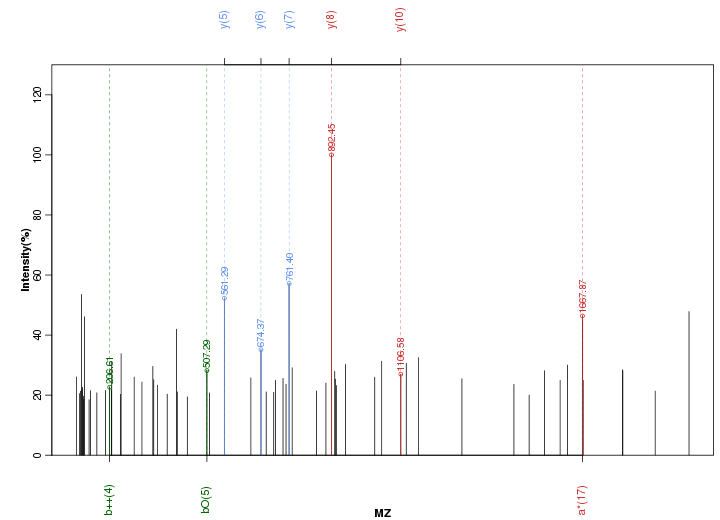 y(5)
y(6)
y(7)
y(8)
y(10)
Intensity(%)
0
20
40
60
80
100
120
206.61
507.29
561.29
674.37
761.40
892.45
1106.58
1667.87
b++(4)
bO(5)
a*(17)
MZ